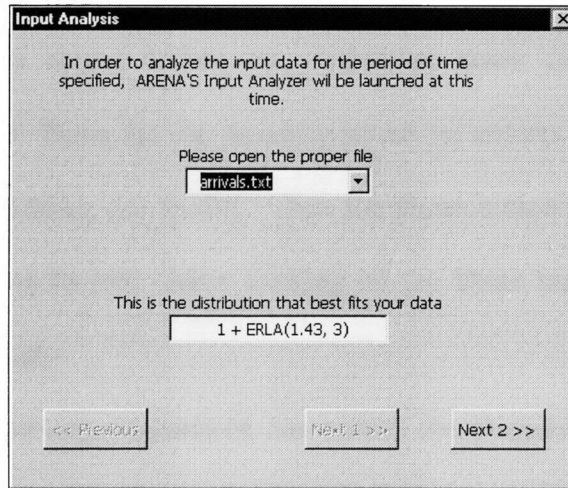 Input Analysis
In order to analyze the input data for the period of time
specified, ARENA'S Input Analyzer wil be launched at this
time.
Please open the proper file
arrivals.txt
This is the distribution that best fits your data
1 + ERLA(1.43, 3)
<< Previous
Next 1 >>
Next 2 >>